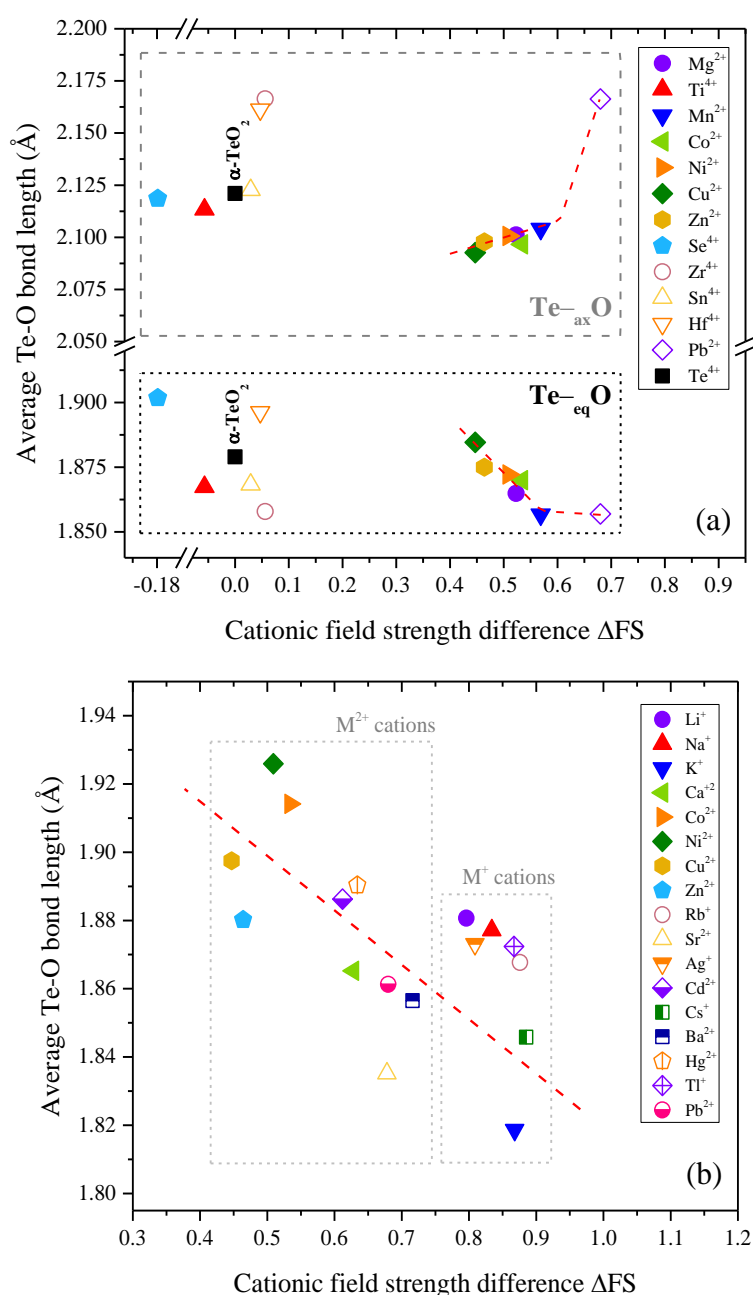 2.200
2.175
2.150
2.125
2.100
2.075
2.050
1.900
1.875
1.850
Average Te-O bond length (Å)
α-TeO₂
Te–axO
α-TeO₂
Te–eqO
(a)
Mg²⁺
Ti⁴⁺
Mn²⁺
Co²⁺
Ni²⁺
Cu²⁺
Zn²⁺
Se⁴⁺
Zr⁴⁺
Sn⁴⁺
Hf⁴⁺
Pb²⁺
Te⁴⁺
-0.18 0.0 0.1 0.2 0.3 0.4 0.5 0.6 0.7 0.8 0.9
Cationic field strength difference ΔFS
1.94
1.92
1.90
1.88
1.86
1.84
1.82
1.80
Average Te-O bond length (Å)
M²⁺ cations
M⁺ cations
(b)
Li⁺
Na⁺
K⁺
Ca⁺²
Co²⁺
Ni²⁺
Cu²⁺
Zn²⁺
Rb⁺
Sr²⁺
Ag⁺
Cd²⁺
Cs⁺
Ba²⁺
Hg²⁺
Tl⁺
Pb²⁺
0.3 0.4 0.5 0.6 0.7 0.8 0.9 1.0 1.1 1.2
Cationic field strength difference ΔFS